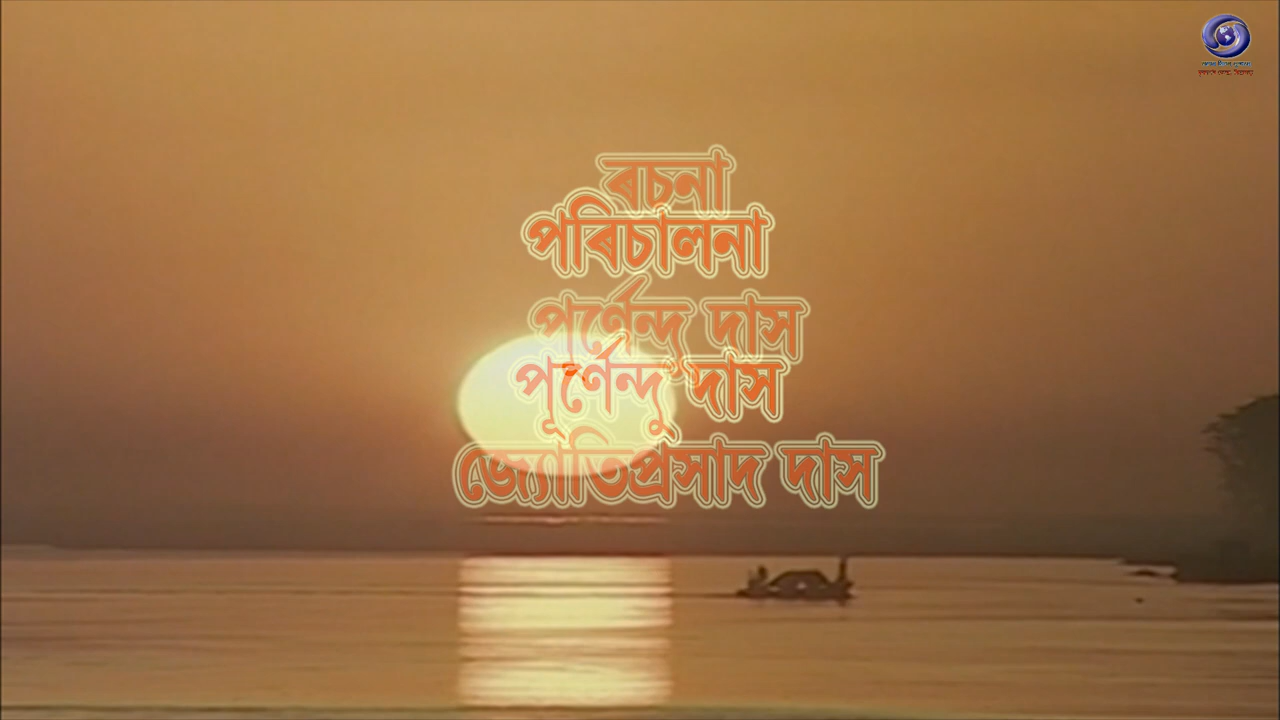 ৰচনা
পৰিচালনা
পূৰ্ণেন্দু দাস
পূৰ্ণেন্দু দাস
জ্যোতিপ্ৰসাদ দাস